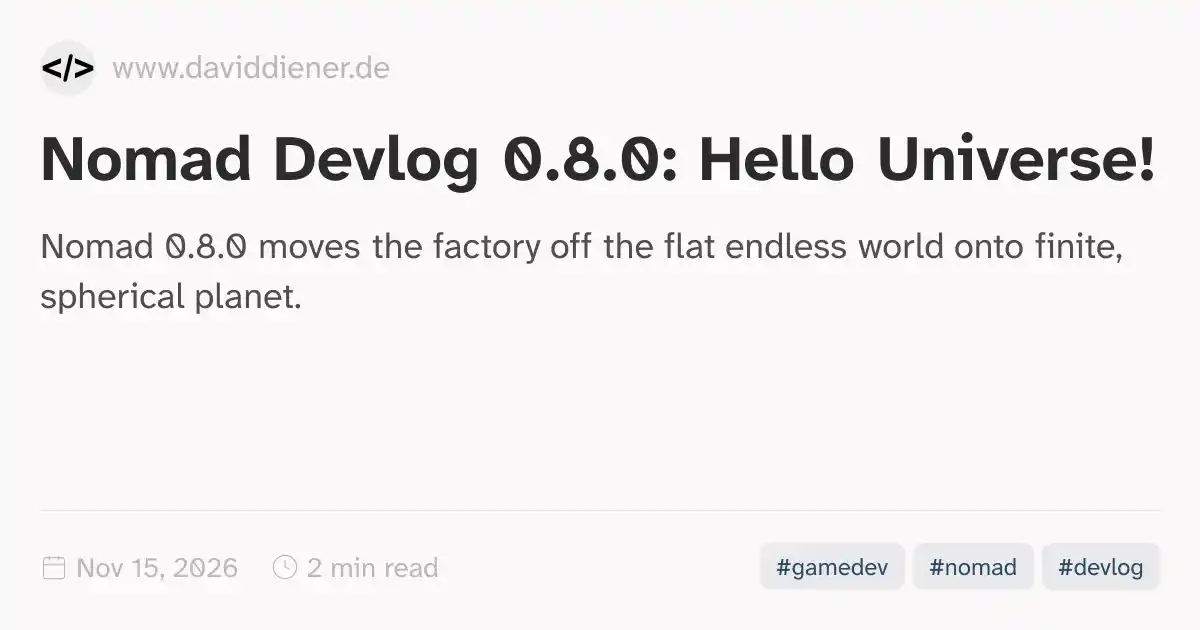 </> www.daviddiener.de
Nomad Devlog 0.8.0: Hello Universe!
Nomad 0.8.0 moves the factory off the flat endless world onto finite,
spherical planet.
Nov 15, 2026 2 min read #gamedev #nomad #devlog